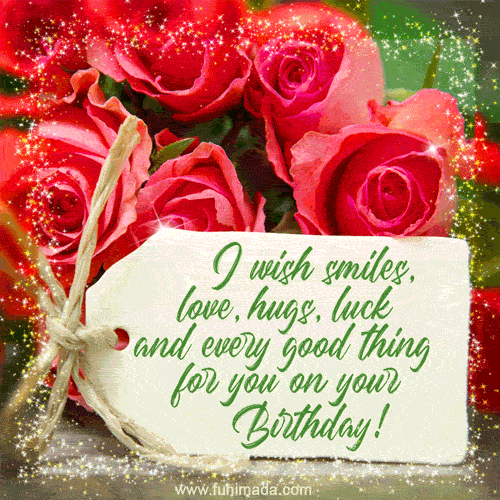 I wish smiles,
love, hugs, luck
and every good thing
for you on your
Birthday!
www.funimada.com